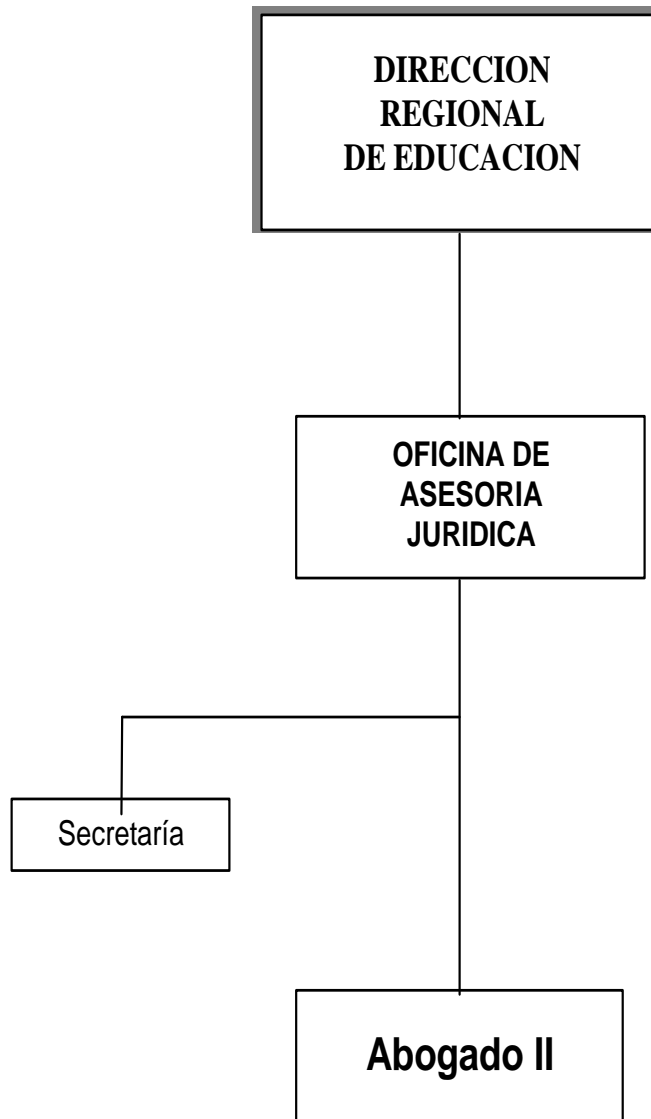 DIRECCION
REGIONAL
DE EDUCACION
OFICINA DE
ASESORIA
JURIDICA
Secretaría
Abogado II